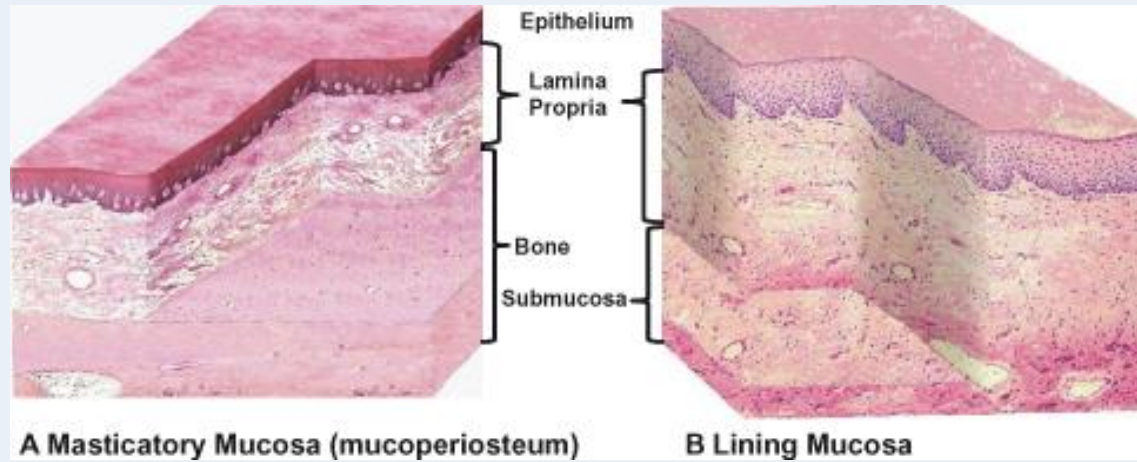 Epithelium
Lamina
Propria
Bone
Submucosa
A Masticatory Mucosa (mucoperiosteum)
B Lining Mucosa